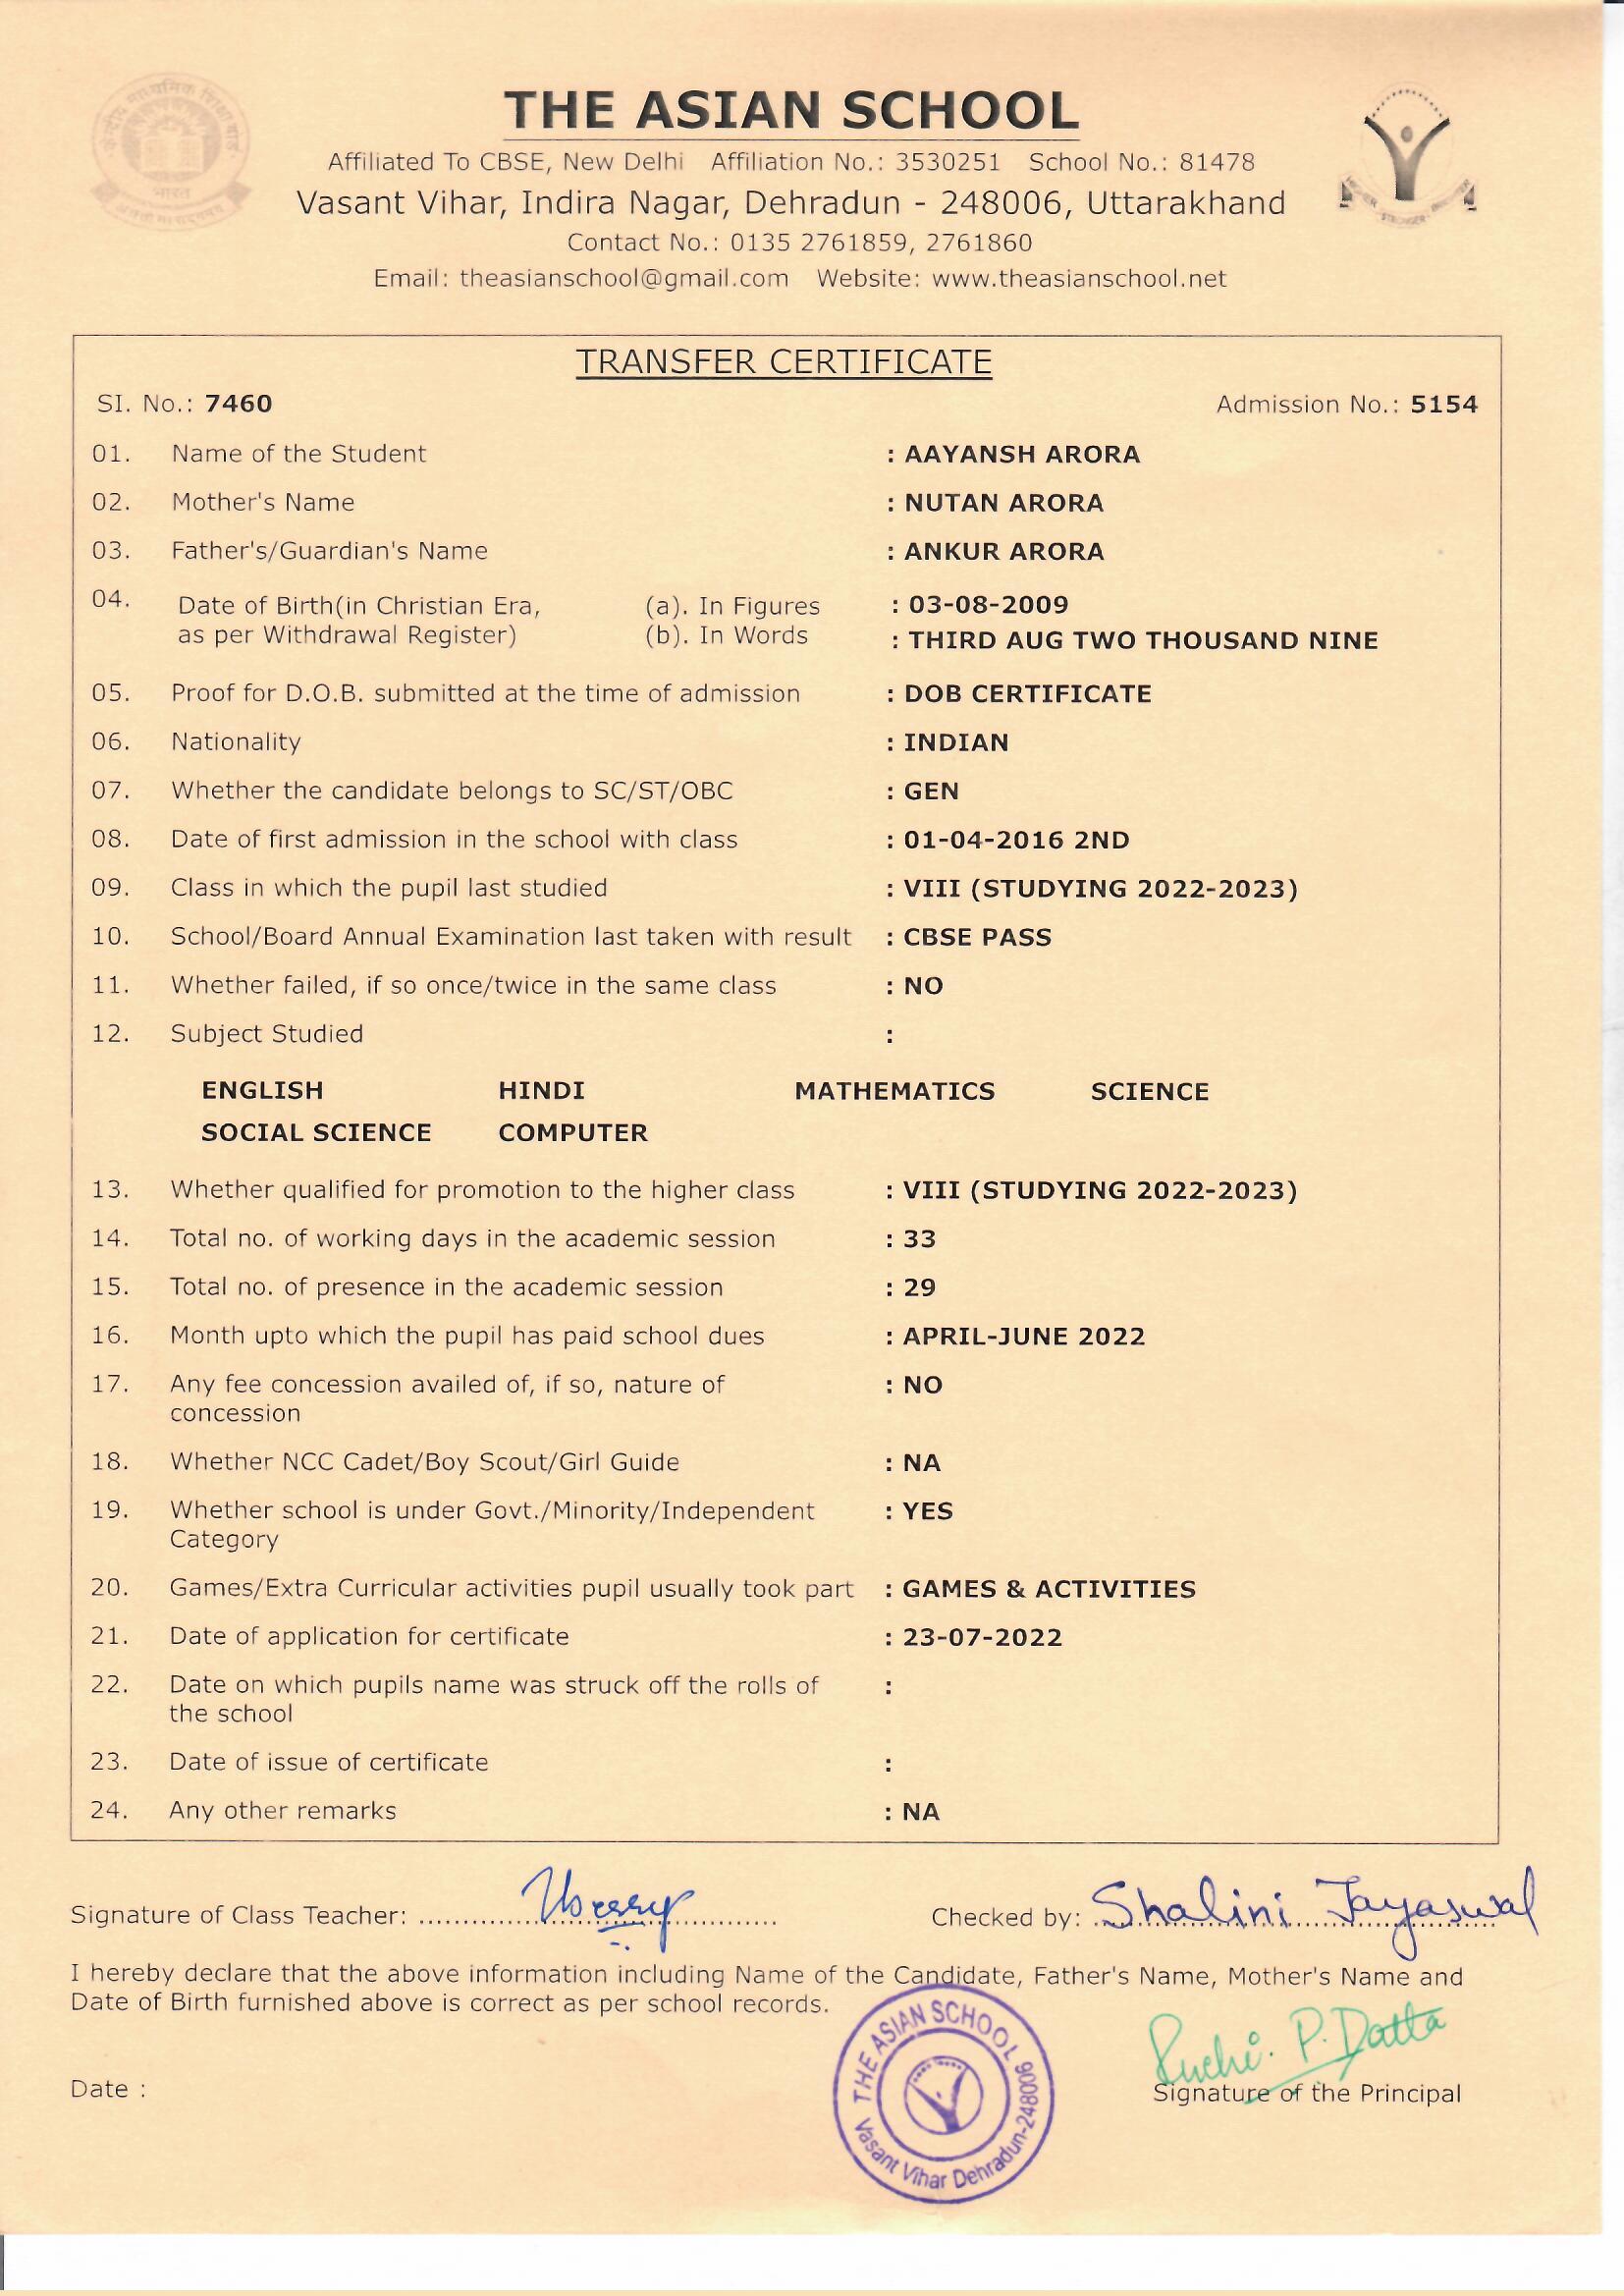 THE ASIAN SCHOOL
Affiliated To CBSE, New Delhi Affiliation No.: 3530251 School No.: 81478
Vasant Vihar, Indira Nagar, Dehradun - 248006, Uttarakhand
Contact No.: 0135 2761859, 2761860
Email: theasianschool@gmail.com Website: www.theasianschool.net
भारत
TRANSFER CERTIFICATE
SI. No.: 7460 Admission No.: 5154
01. Name of the Student : AAYANSH ARORA
02. Mother's Name : NUTAN ARORA
03. Father's/Guardian's Name : ANKUR ARORA
04. Date of Birth(in Christian Era, (a). In Figures : 03-08-2009
as per Withdrawal Register) (b). In Words : THIRD AUG TWO THOUSAND NINE
05. Proof for D.O.B. submitted at the time of admission : DOB CERTIFICATE
06. Nationality : INDIAN
07. Whether the candidate belongs to SC/ST/OBC : GEN
08. Date of first admission in the school with class : 01-04-2016 2ND
09. Class in which the pupil last studied : VIII (STUDYING 2022-2023)
10. School/Board Annual Examination last taken with result : CBSE PASS
11. Whether failed, if so once/twice in the same class : NO
12. Subject Studied :
ENGLISH HINDI MATHEMATICS SCIENCE
SOCIAL SCIENCE COMPUTER
13. Whether qualified for promotion to the higher class : VIII (STUDYING 2022-2023)
14. Total no. of working days in the academic session : 33
15. Total no. of presence in the academic session : 29
16. Month upto which the pupil has paid school dues : APRIL-JUNE 2022
17. Any fee concession availed of, if so, nature of : NO
concession
18. Whether NCC Cadet/Boy Scout/Girl Guide : NA
19. Whether school is under Govt./Minority/Independent : YES
Category
20. Games/Extra Curricular activities pupil usually took part : GAMES & ACTIVITIES
21. Date of application for certificate : 23-07-2022
22. Date on which pupils name was struck off the rolls of :
the school
23. Date of issue of certificate :
24. Any other remarks : NA
Signature of Class Teacher: Checked by: Shalini Jayaswal
I hereby declare that the above information including Name of the Candidate, Father's Name, Mother's Name and
Date of Birth furnished above is correct as per school records.
THE ASIAN SCHOOL
Vasant Vihar Dehradun-248006
Ruchi. P. Datta
Date : Signature of the Principal